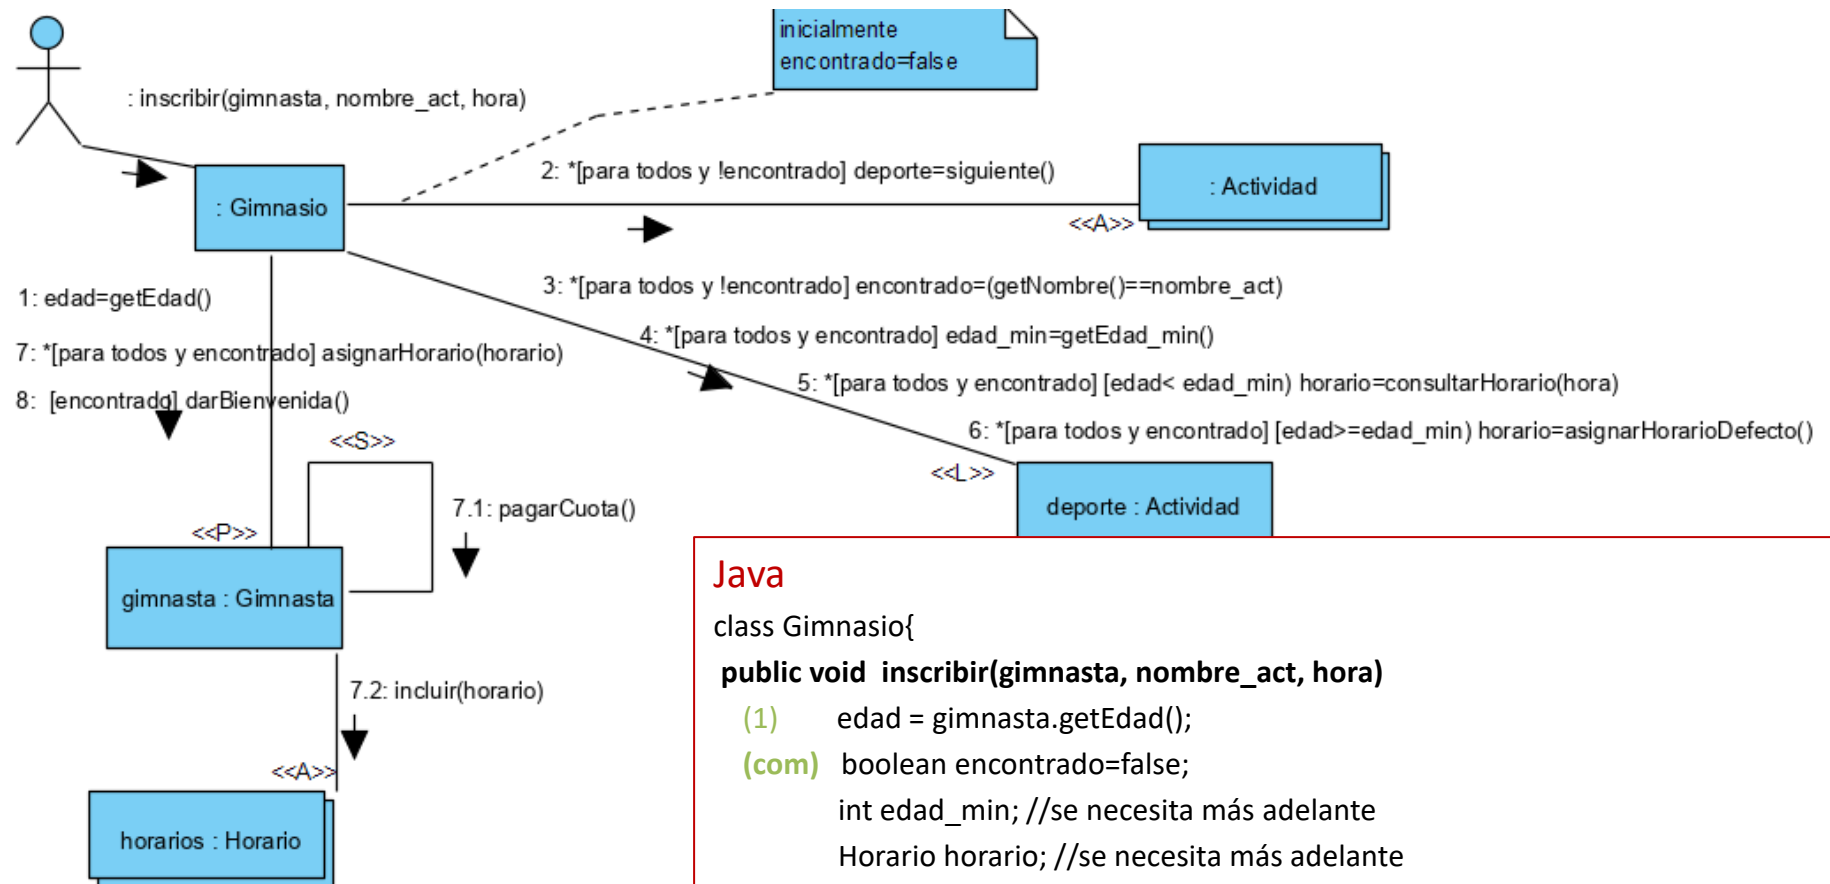 inicialmente
encontrado=false
: inscribir(gimnasta, nombre_act, hora)
2: *[para todos y !encontrado] deporte=siguiente()
: Actividad
: Gimnasio
<<A>>
1: edad=getEdad()
3: *[para todos y !encontrado] encontrado=(getNombre()==nombre_act)
4: *[para todos y encontrado] edad_min=getEdad_min()
7: *[para todos y encontrado] asignarHorario(horario)
5: *[para todos y encontrado] [edad< edad_min) horario=consultarHorario(hora)
8: [encontrado] darBienvenida()
6: *[para todos y encontrado] [edad>=edad_min) horario=asignarHorarioDefecto()
<<S>>
<<L>>
7.1: pagarCuota()
deporte : Actividad
<<P>>
gimnasta : Gimnasta
7.2: incluir(horario)
<<A>>
horarios : Horario
Java
class Gimnasio{
public void inscribir(gimnasta, nombre_act, hora)
(1) edad = gimnasta.getEdad();
(com) boolean encontrado=false;
int edad_min; //se necesita más adelante
Horario horario; //se necesita más adelante